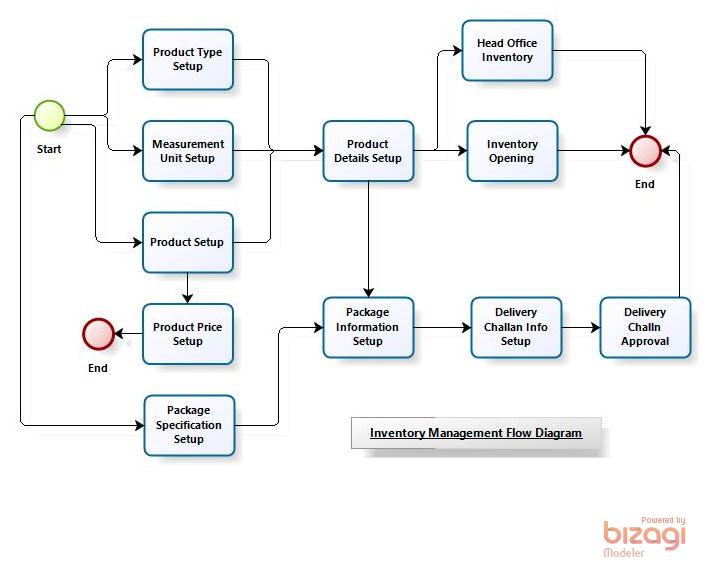 Product Type
Setup
Head Office
Inventory
Start
Measurement
Unit Setup
Product
Details Setup
Inventory
Opening
End
Product Setup
Product Price
Setup
End
Package
Information
Setup
Delivery
Challan Info
Setup
Delivery
Challn
Approval
Package
Specification
Setup
Inventory Management Flow Diagram
Powered by
bizagi
Modeler